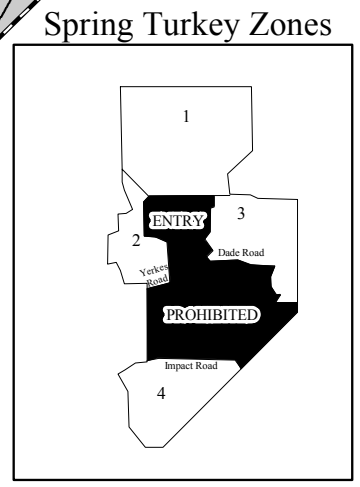 Spring Turkey Zones
1
ENTRY
3
2
Dade Road
Yerkes
Road
PROHIBITED
Impact Road
4